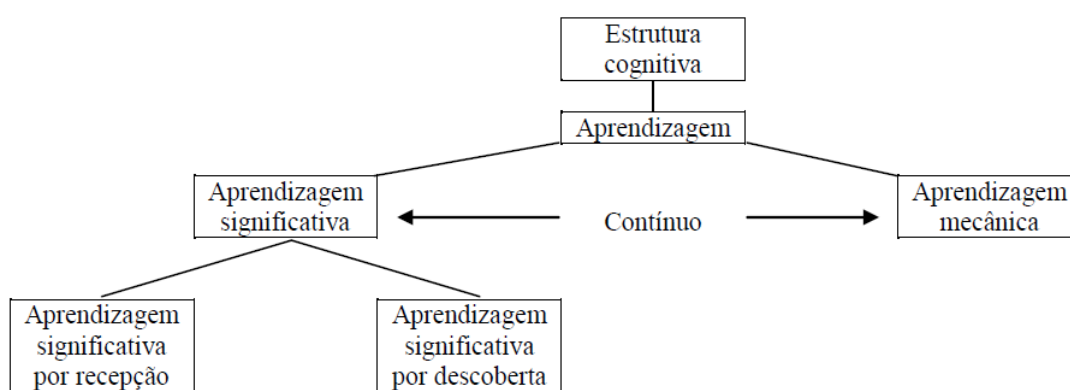 Estrutura
cognitiva
Aprendizagem
Aprendizagem
significativa
Contínuo
Aprendizagem
mecânica
Aprendizagem
significativa
por recepção
Aprendizagem
significativa
por descoberta